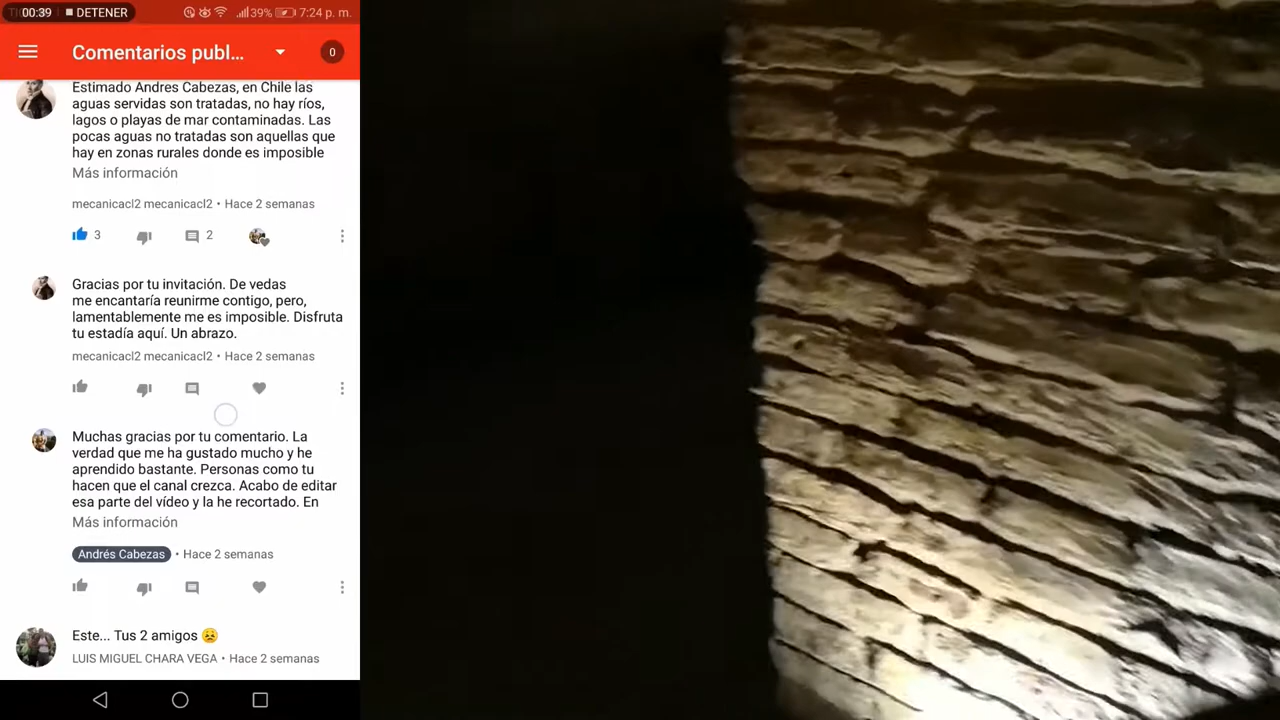 00:39 DETENER 39% 7:24 p. m.
Comentarios publ... 0
Estimado Andres Cabezas, en Chile las
aguas servidas son tratadas, no hay ríos,
lagos o playas de mar contaminadas. Las
pocas aguas no tratadas son aquellas que
hay en zonas rurales donde es imposible
Más información
mecanicacl2 mecanicacl2 • Hace 2 semanas
3 2
Gracias por tu invitación. De vedas
me encantaría reunirme contigo, pero,
lamentablemente me es imposible. Disfruta
tu estadía aquí. Un abrazo.
mecanicacl2 mecanicacl2 • Hace 2 semanas
Muchas gracias por tu comentario. La
verdad que me ha gustado mucho y he
aprendido bastante. Personas como tu
hacen que el canal crezca. Acabo de editar
esa parte del vídeo y la he recortado. En
Más información
Andrés Cabezas • Hace 2 semanas
Este... Tus 2 amigos 😣
LUIS MIGUEL CHARA VEGA • Hace 2 semanas